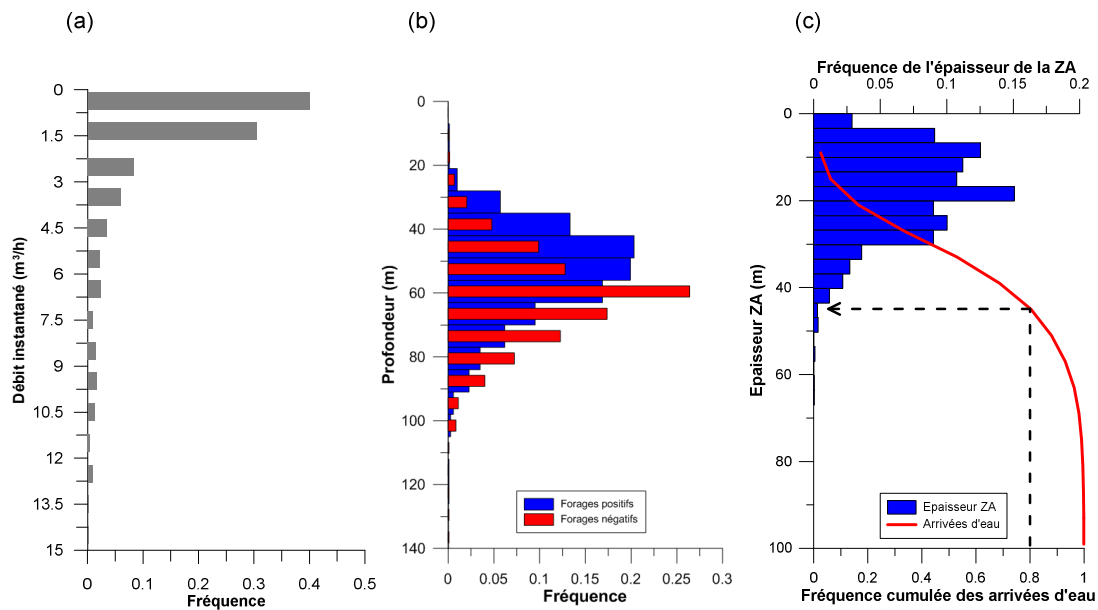 (a)
(b)
(c)
0
1.5
3
4.5
6
7.5
9
10.5
12
13.5
15
Débit instantané (m³/h)
0 0.1 0.2 0.3 0.4 0.5
Fréquence
0
20
40
60
80
100
120
140
Profondeur (m)
Forages positifs
Forages négatifs
0 0.05 0.1 0.15 0.2 0.25 0.3
Fréquence
Fréquence de l'épaisseur de la ZA
0 0.05 0.1 0.15 0.2
0
20
40
60
80
100
Epaisseur ZA (m)
Epaisseur ZA
Arrivées d'eau
0 0.2 0.4 0.6 0.8 1
Fréquence cumulée des arrivées d'eau